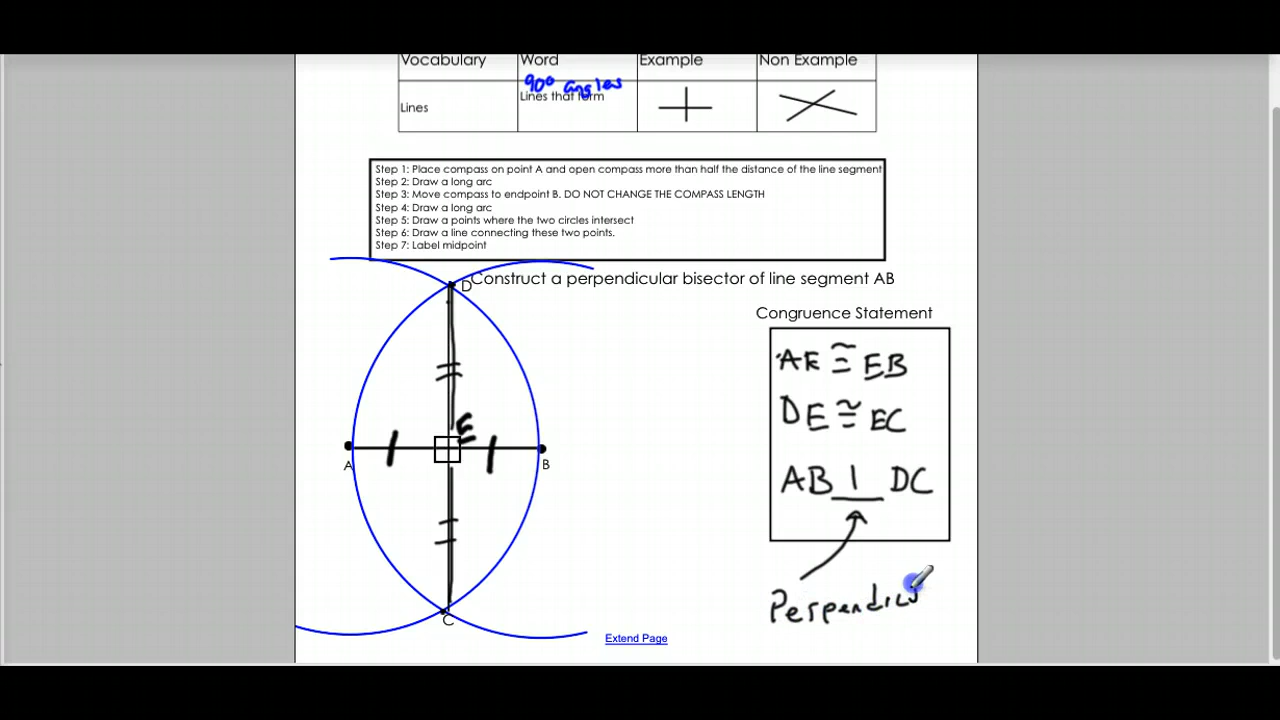 Vocabulary Word Example Non Example
90° angles
Lines that form
Lines
Step 1: Place compass on point A and open compass more than half the distance of the line segment
Step 2: Draw a long arc
Step 3: Move compass to endpoint B. DO NOT CHANGE THE COMPASS LENGTH
Step 4: Draw a long arc
Step 5: Draw a points where the two circles intersect
Step 6: Draw a line connecting these two points.
Step 7: Label midpoint
D
Construct a perpendicular bisector of line segment AB
Congruence Statement
AE ≅ EB
DE ≅ EC
E
A
B
AB ⊥ DC
Perpendicu
C
Extend Page